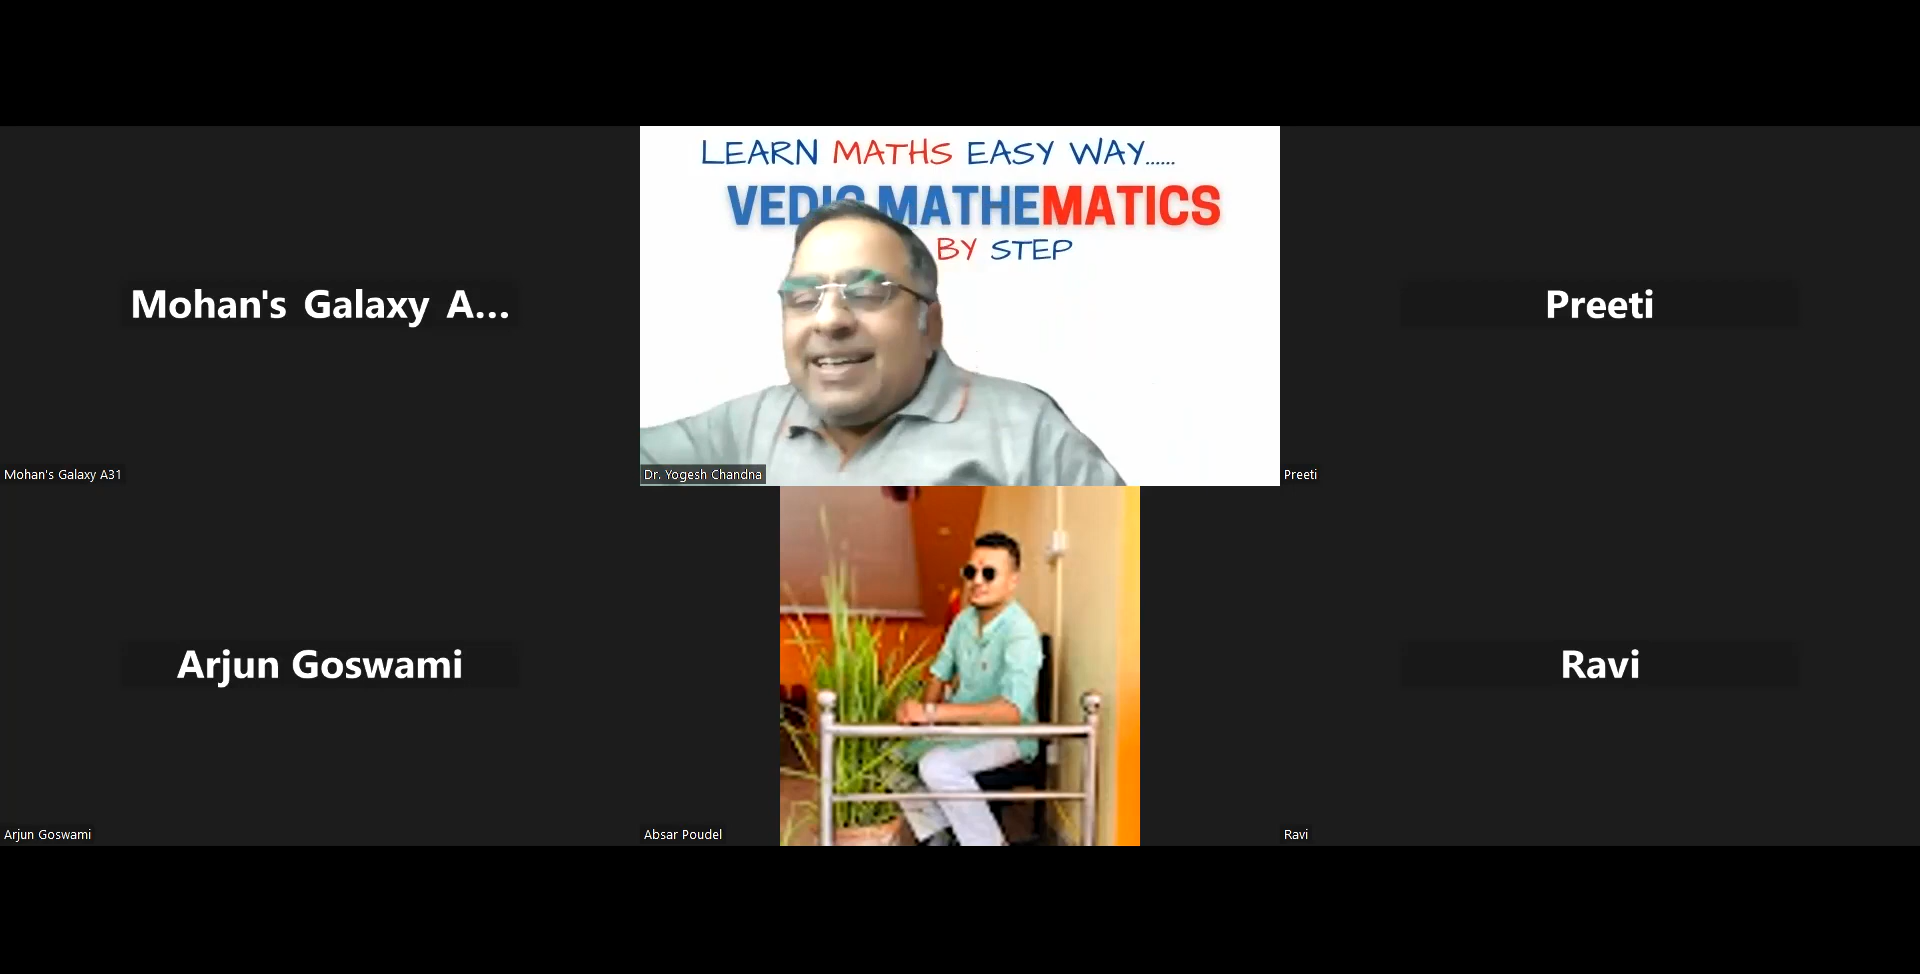 LEARN MATHS EASY WAY......
MATHEMATICS
BY STEP
Mohan's Galaxy A...
Preeti
Mohan's Galaxy A31
Dr. Yogesh Chandna
Preeti
Arjun Goswami
Ravi
Arjun Goswami
Absar Poudel
Ravi